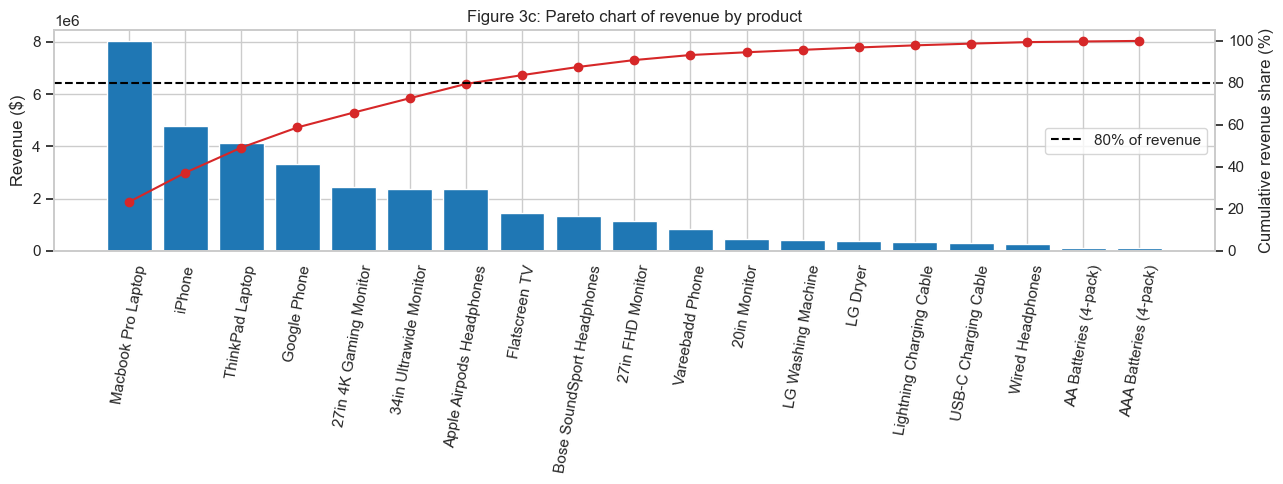 Figure 3c: Pareto chart of revenue by product
1e6
8
6
4
2
0
Revenue ($)
100
80
60
40
20
0
Cumulative revenue share (%)
80% of revenue
Macbook Pro Laptop
iPhone
ThinkPad Laptop
Google Phone
27in 4K Gaming Monitor
34in Ultrawide Monitor
Apple Airpods Headphones
Flatscreen TV
Bose SoundSport Headphones
27in FHD Monitor
Vareebadd Phone
20in Monitor
LG Washing Machine
LG Dryer
Lightning Charging Cable
USB-C Charging Cable
Wired Headphones
AA Batteries (4-pack)
AAA Batteries (4-pack)